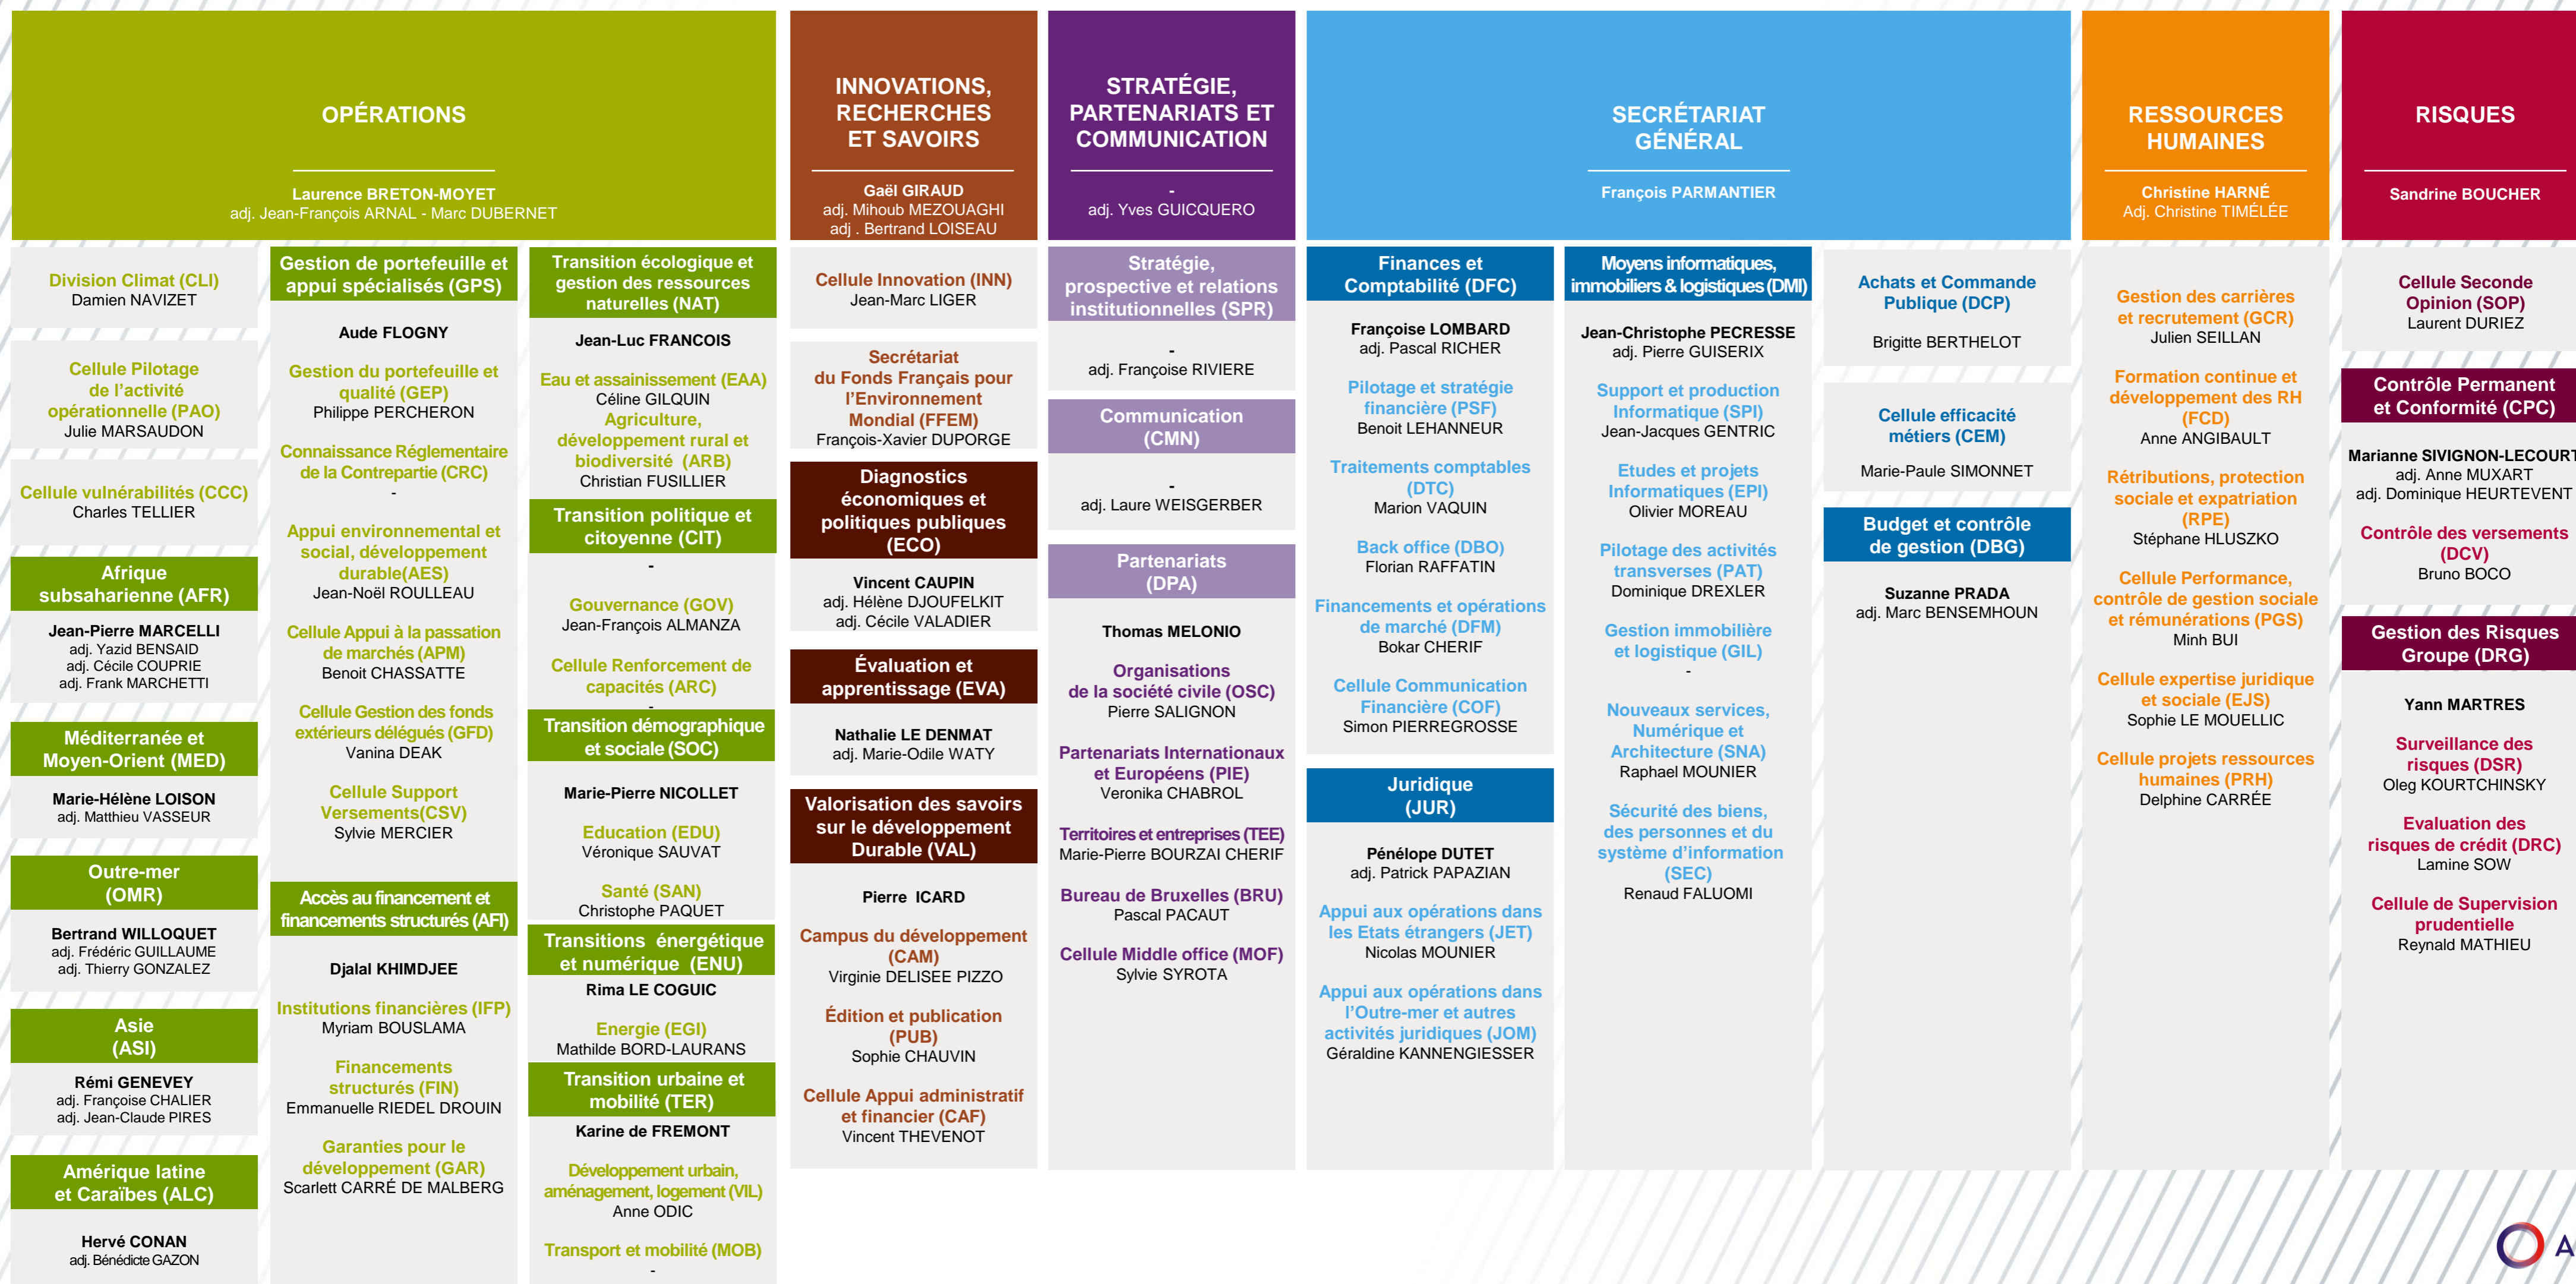 OPÉRATIONS
Laurence BRETON-MOYET
adj. Jean-François ARNAL - Marc DUBERNET
Division Climat (CLI)
Damien NAVIZET
Cellule Pilotage
de l'activité
opérationnelle (PAO)
Julie MARSAUDON
Cellule vulnérabilités (CCC)
Charles TELLIER
Afrique
subsaharienne (AFR)
Jean-Pierre MARCELLI
adj. Yazid BENSAID
adj. Cécile COUPRIE
adj. Frank MARCHETTI
Méditerranée et
Moyen-Orient (MED)
Marie-Hélène LOISON
adj. Matthieu VASSEUR
Outre-mer
(OMR)
Bertrand WILLOQUET
adj. Frédéric GUILLAUME
adj. Thierry GONZALEZ
Asie
(ASI)
Rémi GENEVEY
adj. Françoise CHALIER
adj. Jean-Claude PIRES
Amérique latine
et Caraïbes (ALC)
Hervé CONAN
adj. Bénédicte GAZON
Gestion de portefeuille et
appui spécialisés (GPS)
Aude FLOGNY
Gestion du portefeuille et
qualité (GEP)
Philippe PERCHERON
Connaissance Réglementaire
de la Contrepartie (CRC)
-
Appui environnemental et
social, développement
durable(AES)
Jean-Noël ROULLEAU
Cellule Appui à la passation
de marchés (APM)
Benoit CHASSATTE
Cellule Gestion des fonds
extérieurs délégués (GFD)
Vanina DEAK
Cellule Support
Versements(CSV)
Sylvie MERCIER
Accès au financement et
financements structurés (AFI)
Djalal KHIMDJEE
Institutions financières (IFP)
Myriam BOUSLAMA
Financements
structurés (FIN)
Emmanuelle RIEDEL DROUIN
Garanties pour le
développement (GAR)
Scarlett CARRÉ DE MALBERG
Transition écologique et
gestion des ressources
naturelles (NAT)
Jean-Luc FRANCOIS
Eau et assainissement (EAA)
Céline GILQUIN
Agriculture,
développement rural et
biodiversité (ARB)
Christian FUSILLIER
Transition politique et
citoyenne (CIT)
-
Gouvernance (GOV)
Jean-François ALMANZA
Cellule Renforcement de
capacités (ARC)
-
Transition démographique
et sociale (SOC)
Marie-Pierre NICOLLET
Education (EDU)
Véronique SAUVAT
Santé (SAN)
Christophe PAQUET
Transitions énergétique
et numérique (ENU)
Rima LE COGUIC
Energie (EGI)
Mathilde BORD-LAURANS
Transition urbaine et
mobilité (TER)
Karine de FREMONT
Développement urbain,
aménagement, logement (VIL)
Anne ODIC
Transport et mobilité (MOB)
-
INNOVATIONS,
RECHERCHES
ET SAVOIRS
Gaël GIRAUD
adj. Mihoub MEZOUAGHI
adj . Bertrand LOISEAU
Cellule Innovation (INN)
Jean-Marc LIGER
Secrétariat
du Fonds Français pour
l'Environnement
Mondial (FFEM)
François-Xavier DUPORGE
Diagnostics
économiques et
politiques publiques
(ECO)
Vincent CAUPIN
adj. Hélène DJOUFELKIT
adj. Cécile VALADIER
Évaluation et
apprentissage (EVA)
Nathalie LE DENMAT
adj. Marie-Odile WATY
Valorisation des savoirs
sur le développement
Durable (VAL)
Pierre ICARD
Campus du développement
(CAM)
Virginie DELISEE PIZZO
Édition et publication
(PUB)
Sophie CHAUVIN
Cellule Appui administratif
et financier (CAF)
Vincent THEVENOT
STRATÉGIE,
PARTENARIATS ET
COMMUNICATION
-
adj. Yves GUICQUERO
Stratégie,
prospective et relations
institutionnelles (SPR)
-
adj. Françoise RIVIERE
Communication
(CMN)
-
adj. Laure WEISGERBER
Partenariats
(DPA)
Thomas MELONIO
Organisations
de la société civile (OSC)
Pierre SALIGNON
Partenariats Internationaux
et Européens (PIE)
Veronika CHABROL
Territoires et entreprises (TEE)
Marie-Pierre BOURZAI CHERIF
Bureau de Bruxelles (BRU)
Pascal PACAUT
Cellule Middle office (MOF)
Sylvie SYROTA
SECRÉTARIAT
GÉNÉRAL
François PARMANTIER
Finances et
Comptabilité (DFC)
Françoise LOMBARD
adj. Pascal RICHER
Pilotage et stratégie
financière (PSF)
Benoit LEHANNEUR
Traitements comptables
(DTC)
Marion VAQUIN
Back office (DBO)
Florian RAFFATIN
Financements et opérations
de marché (DFM)
Bokar CHERIF
Cellule Communication
Financière (COF)
Simon PIERREGROSSE
Juridique
(JUR)
Pénélope DUTET
adj. Patrick PAPAZIAN
Appui aux opérations dans
les Etats étrangers (JET)
Nicolas MOUNIER
Appui aux opérations dans
l'Outre-mer et autres
activités juridiques (JOM)
Géraldine KANNENGIESSER
Moyens informatiques,
immobiliers & logistiques (DMI)
Jean-Christophe PECRESSE
adj. Pierre GUISERIX
Support et production
Informatique (SPI)
Jean-Jacques GENTRIC
Etudes et projets
Informatiques (EPI)
Olivier MOREAU
Pilotage des activités
transverses (PAT)
Dominique DREXLER
Gestion immobilière
et logistique (GIL)
-
Nouveaux services,
Numérique et
Architecture (SNA)
Raphael MOUNIER
Sécurité des biens,
des personnes et du
système d'information
(SEC)
Renaud FALUOMI
Achats et Commande
Publique (DCP)
Brigitte BERTHELOT
Cellule efficacité
métiers (CEM)
Marie-Paule SIMONNET
Budget et contrôle
de gestion (DBG)
Suzanne PRADA
adj. Marc BENSEMHOUN
RESSOURCES
HUMAINES
Christine HARNÉ
Adj. Christine TIMÉLÉE
Gestion des carrières
et recrutement (GCR)
Julien SEILLAN
Formation continue et
développement des RH
(FCD)
Anne ANGIBAULT
Rétributions, protection
sociale et expatriation
(RPE)
Stéphane HLUSZKO
Cellule Performance,
contrôle de gestion sociale
et rémunérations (PGS)
Minh BUI
Cellule expertise juridique
et sociale (EJS)
Sophie LE MOUELLIC
Cellule projets ressources
humaines (PRH)
Delphine CARRÉE
RISQUES
Sandrine BOUCHER
Cellule Seconde
Opinion (SOP)
Laurent DURIEZ
Contrôle Permanent
et Conformité (CPC)
Marianne SIVIGNON-LECOURT
adj. Anne MUXART
adj. Dominique HEURTEVENT
Contrôle des versements
(DCV)
Bruno BOCO
Gestion des Risques
Groupe (DRG)
Yann MARTRES
Surveillance des
risques (DSR)
Oleg KOURTCHINSKY
Evaluation des
risques de crédit (DRC)
Lamine SOW
Cellule de Supervision
prudentielle
Reynald MATHIEU
A